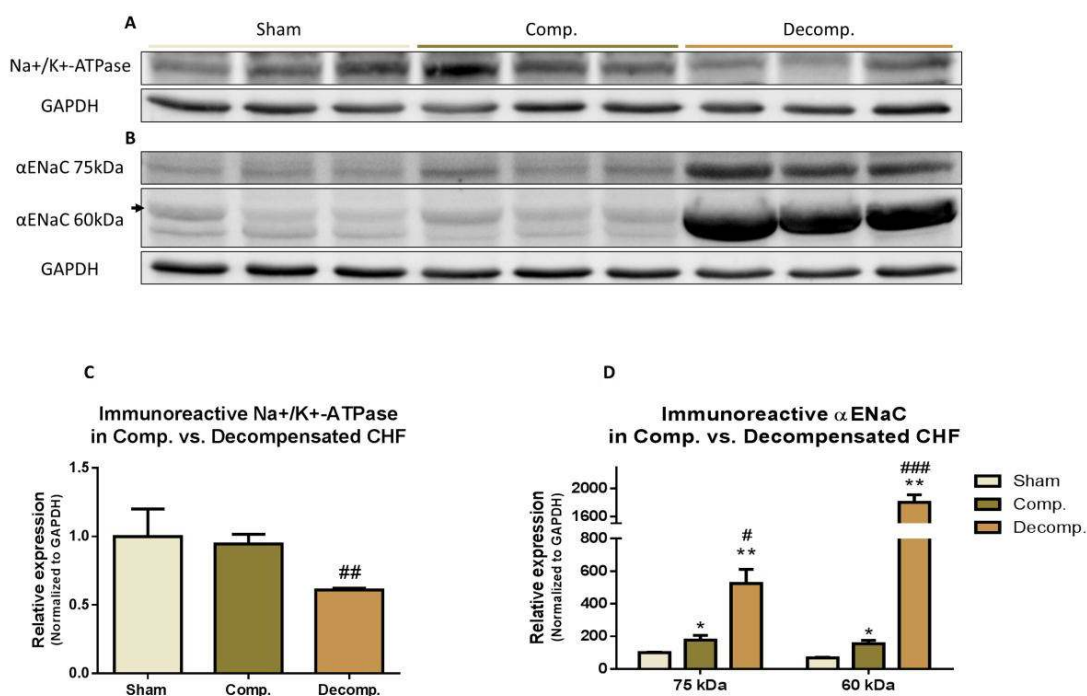 A
Sham Comp. Decomp.
Na+/K+-ATPase
GAPDH
B
αENaC 75kDa
αENaC 60kDa
GAPDH
C
Immunoreactive Na+/K+-ATPase
in Comp. vs. Decompensated CHF
Relative expression
(Normalized to GAPDH)
1.5
1.0
0.5
0.0
##
Sham Comp. Decomp.
D
Immunoreactive αENaC
in Comp. vs. Decompensated CHF
Relative expression
(Normalized to GAPDH)
2000
1600
800
600
400
200
0
*
#
**
*
###
**
75 kDa 60 kDa
Sham
Comp.
Decomp.